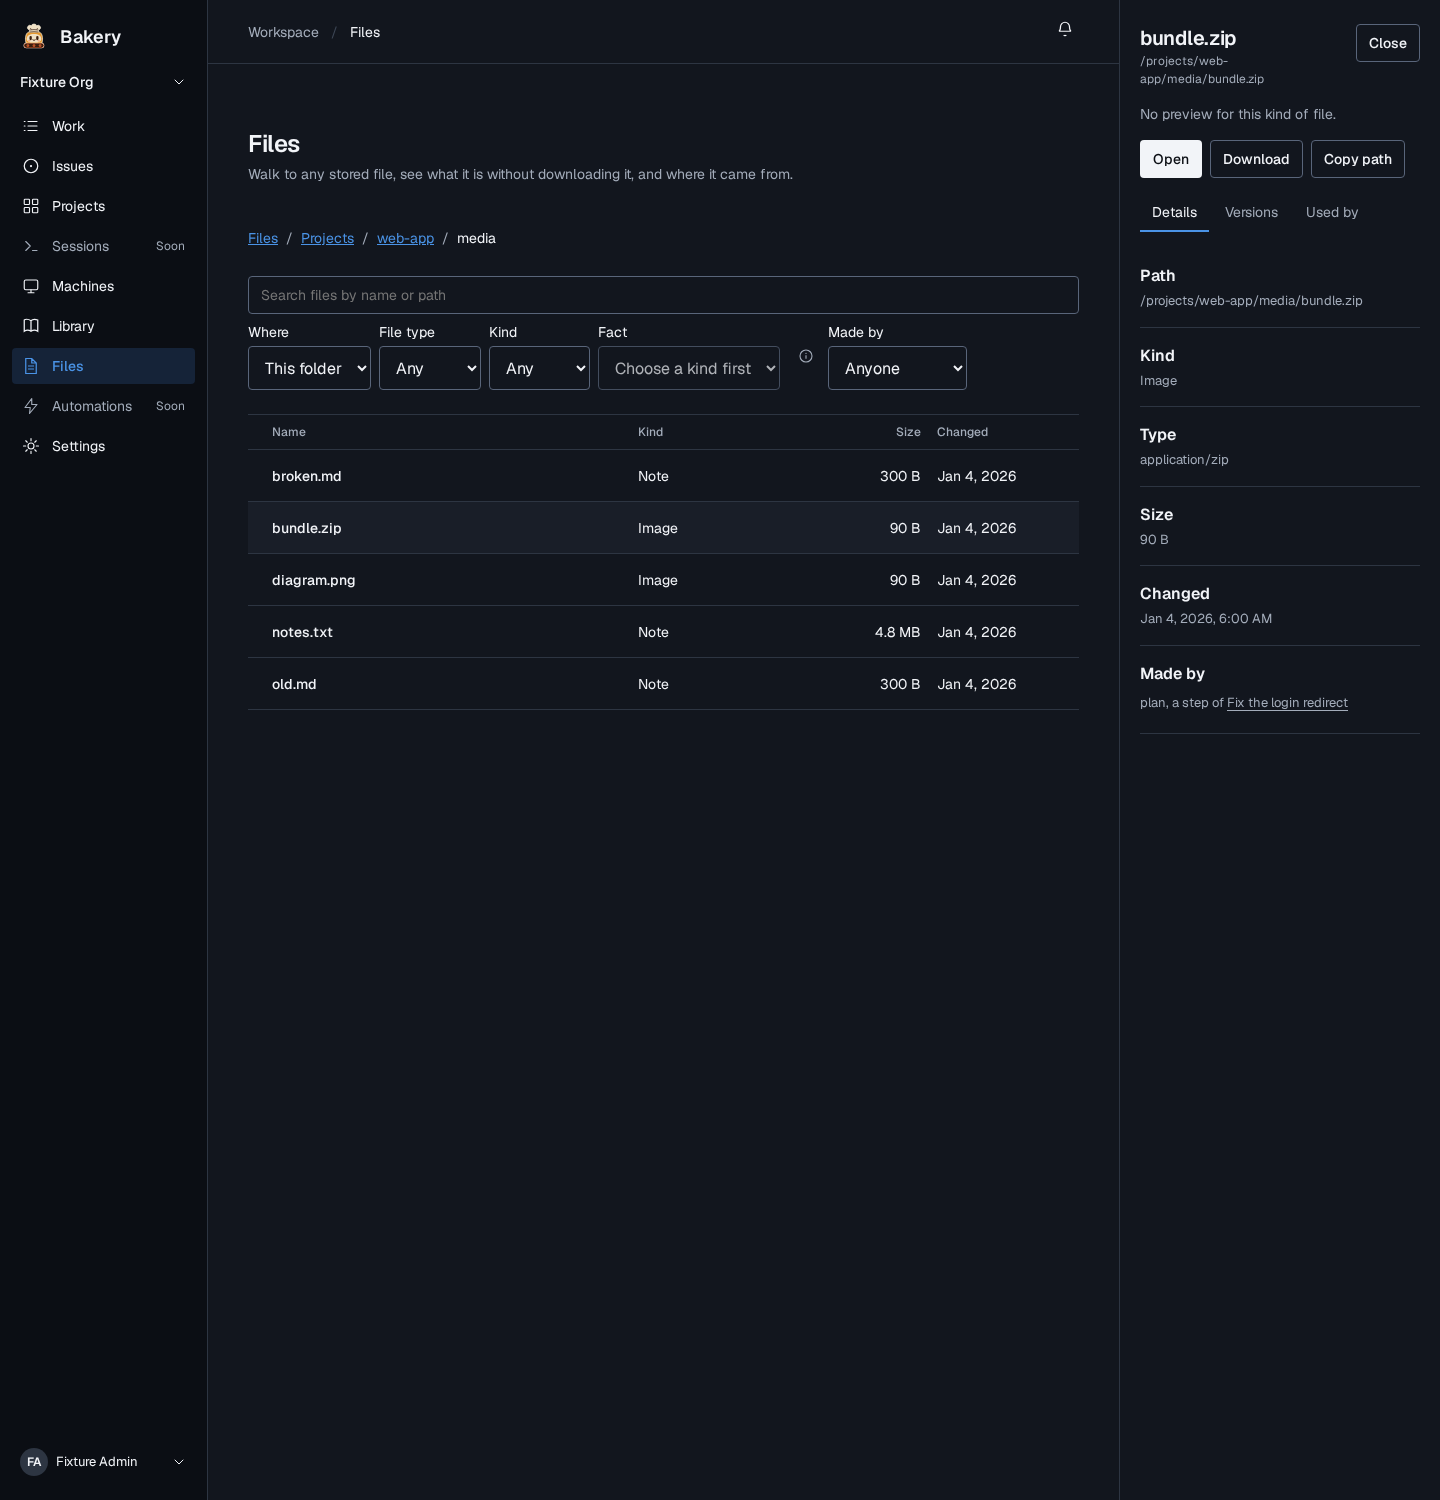 Bakery
Fixture Org
Work
Issues
Projects
Sessions Soon
Machines
Library
Files
Automations Soon
Settings
FA Fixture Admin
Workspace / Files
Files
Walk to any stored file, see what it is without downloading it, and where it came from.
Files / Projects / web-app / media
Search files by name or path
Where File type Kind Fact Made by
This folder Any Any Choose a kind first Anyone
Name Kind Size Changed
broken.md Note 300 B Jan 4, 2026
bundle.zip Image 90 B Jan 4, 2026
diagram.png Image 90 B Jan 4, 2026
notes.txt Note 4.8 MB Jan 4, 2026
old.md Note 300 B Jan 4, 2026
bundle.zip
Close
/projects/web-
app/media/bundle.zip
No preview for this kind of file.
Open Download Copy path
Details Versions Used by
Path
/projects/web-app/media/bundle.zip
Kind
Image
Type
application/zip
Size
90 B
Changed
Jan 4, 2026, 6:00 AM
Made by
plan, a step of Fix the login redirect